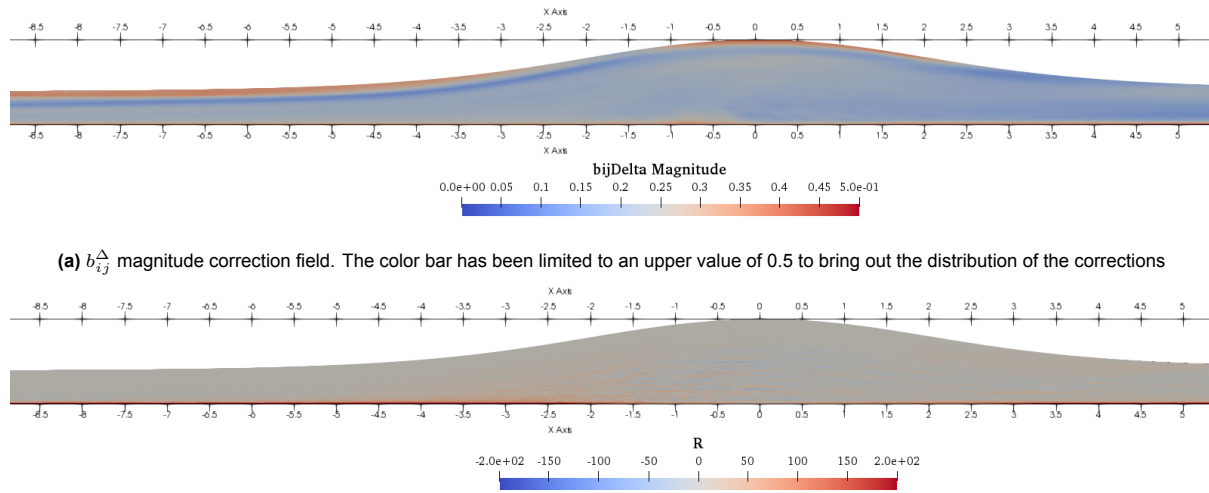 X Axis
-8.5 -8 -7.5 -7 -6.5 -6 -5.5 -5 -4.5 -4 -3.5 -3 -2.5 -2 -1.5 -1 -0.5 0 0.5 1 1.5 2 2.5 3 3.5 4 4.5 5
-8.5 -8 -7.5 -7 -6.5 -6 -5.5 -5 -4.5 -4 -3.5 -3 -2.5 -2 -1.5 -1 -0.5 0 0.5 1 1.5 2 2.5 3 3.5 4 4.5 5
X Axis
bijDelta Magnitude
0.0e+00 0.05 0.1 0.15 0.2 0.25 0.3 0.35 0.4 0.45 5.0e-01
(a) b_{ij}^{Δ} magnitude correction field. The color bar has been limited to an upper value of 0.5 to bring out the distribution of the corrections
X Axis
-8.5 -8 -7.5 -7 -6.5 -6 -5.5 -5 -4.5 -4 -3.5 -3 -2.5 -2 -1.5 -1 -0.5 0 0.5 1 1.5 2 2.5 3 3.5 4 4.5 5
-8.5 -8 -7.5 -7 -6.5 -6 -5.5 -5 -4.5 -4 -3.5 -3 -2.5 -2 -1.5 -1 -0.5 0 0.5 1 1.5 2 2.5 3 3.5 4 4.5 5
X Axis
R
-2.0e+02 -150 -100 -50 0 50 100 150 2.0e+02